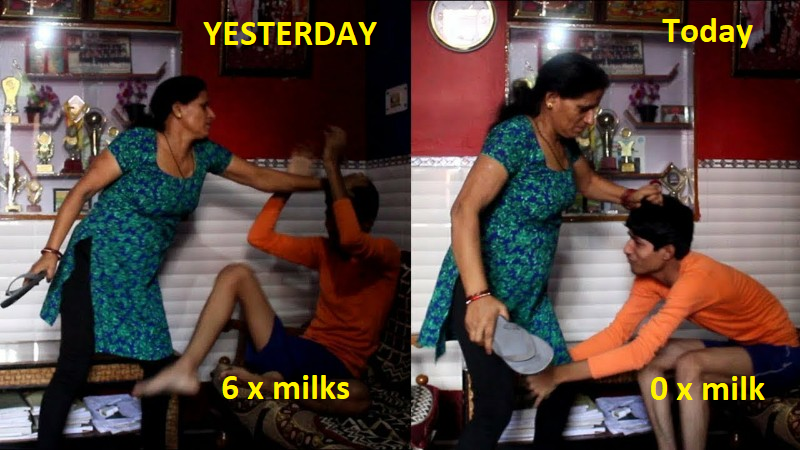 YESTERDAY
Today
6 x milks
0 x milk